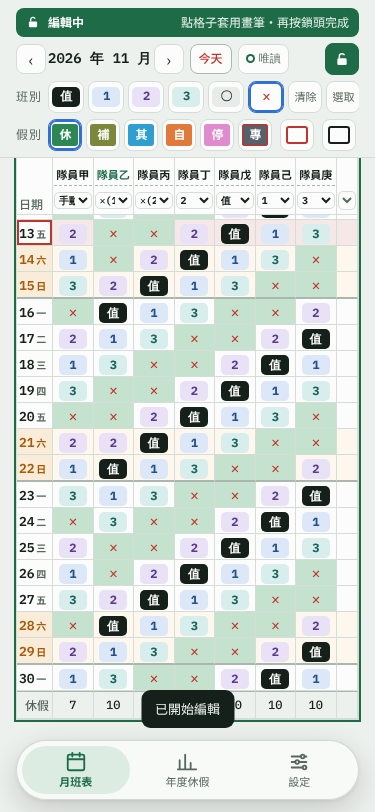 編輯中 點格子套用畫筆・再按鎖頭完成
‹ 2026 年 11 月 › 今天 唯讀
班別 值 1 2 3 〇 × 清除 選取
假別 休 補 其 自 停 專
日期 隊員甲 隊員乙 隊員丙 隊員丁 隊員戊 隊員己 隊員庚
2 值 1 3
13 五 2 × × 2 值 1 3
14 六 1 × 2 值 1 3 ×
15 日 3 2 值 1 3 × ×
16 一 × 值 1 3 × × 2
17 二 2 1 3 × × 2 值
18 三 1 3 × × 2 值 1
19 四 3 × × 2 值 1 3
20 五 × × 2 值 1 3 ×
21 六 2 2 值 1 3 × ×
22 日 1 值 1 3 × × 2
23 一 3 1 3 × × 2 值
24 二 × 3 × × 2 值 1
25 三 2 × × 2 值 1 3
26 四 1 × 2 值 1 3 ×
27 五 3 2 值 1 3 × ×
28 六 × 值 1 3 × × 2
29 日 2 1 3 × × 2 值
30 一 1 3 × × 2 值 1
休假 7 10 10 10
已開始編輯
月班表 年度休假 設定